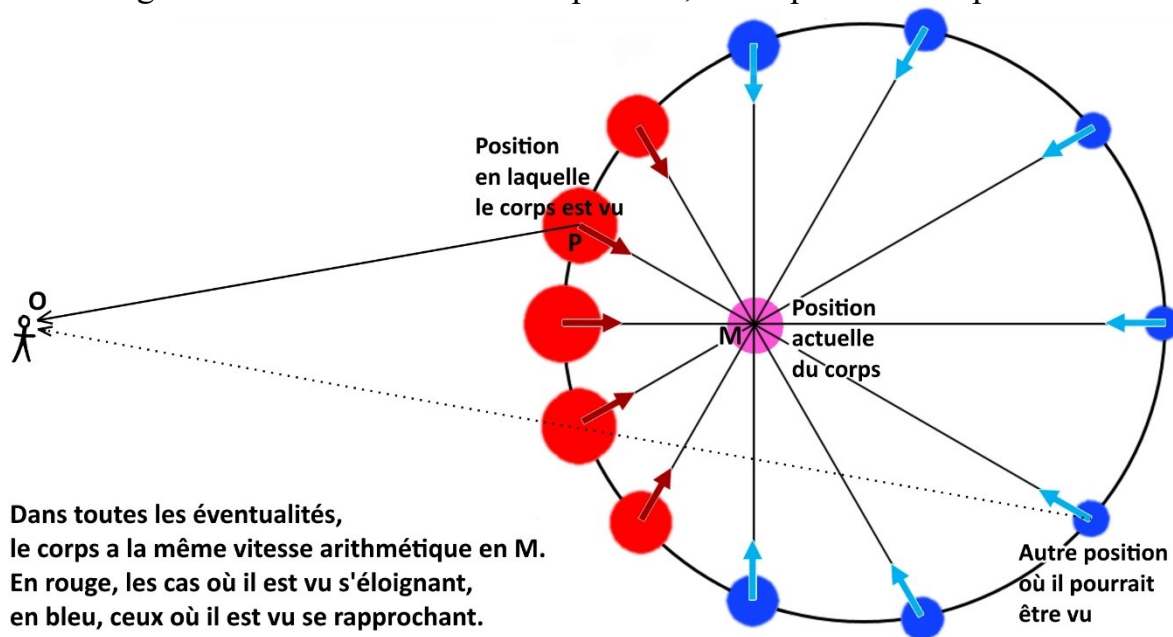 Position
en laquelle
le corps est vu
P
O
M
Position
actuelle
du corps
Dans toutes les éventualités,
le corps a la même vitesse arithmétique en M.
En rouge, les cas où il est vu s'éloignant,
en bleu, ceux où il est vu se rapprochant.
Autre position
où il pourrait
être vu